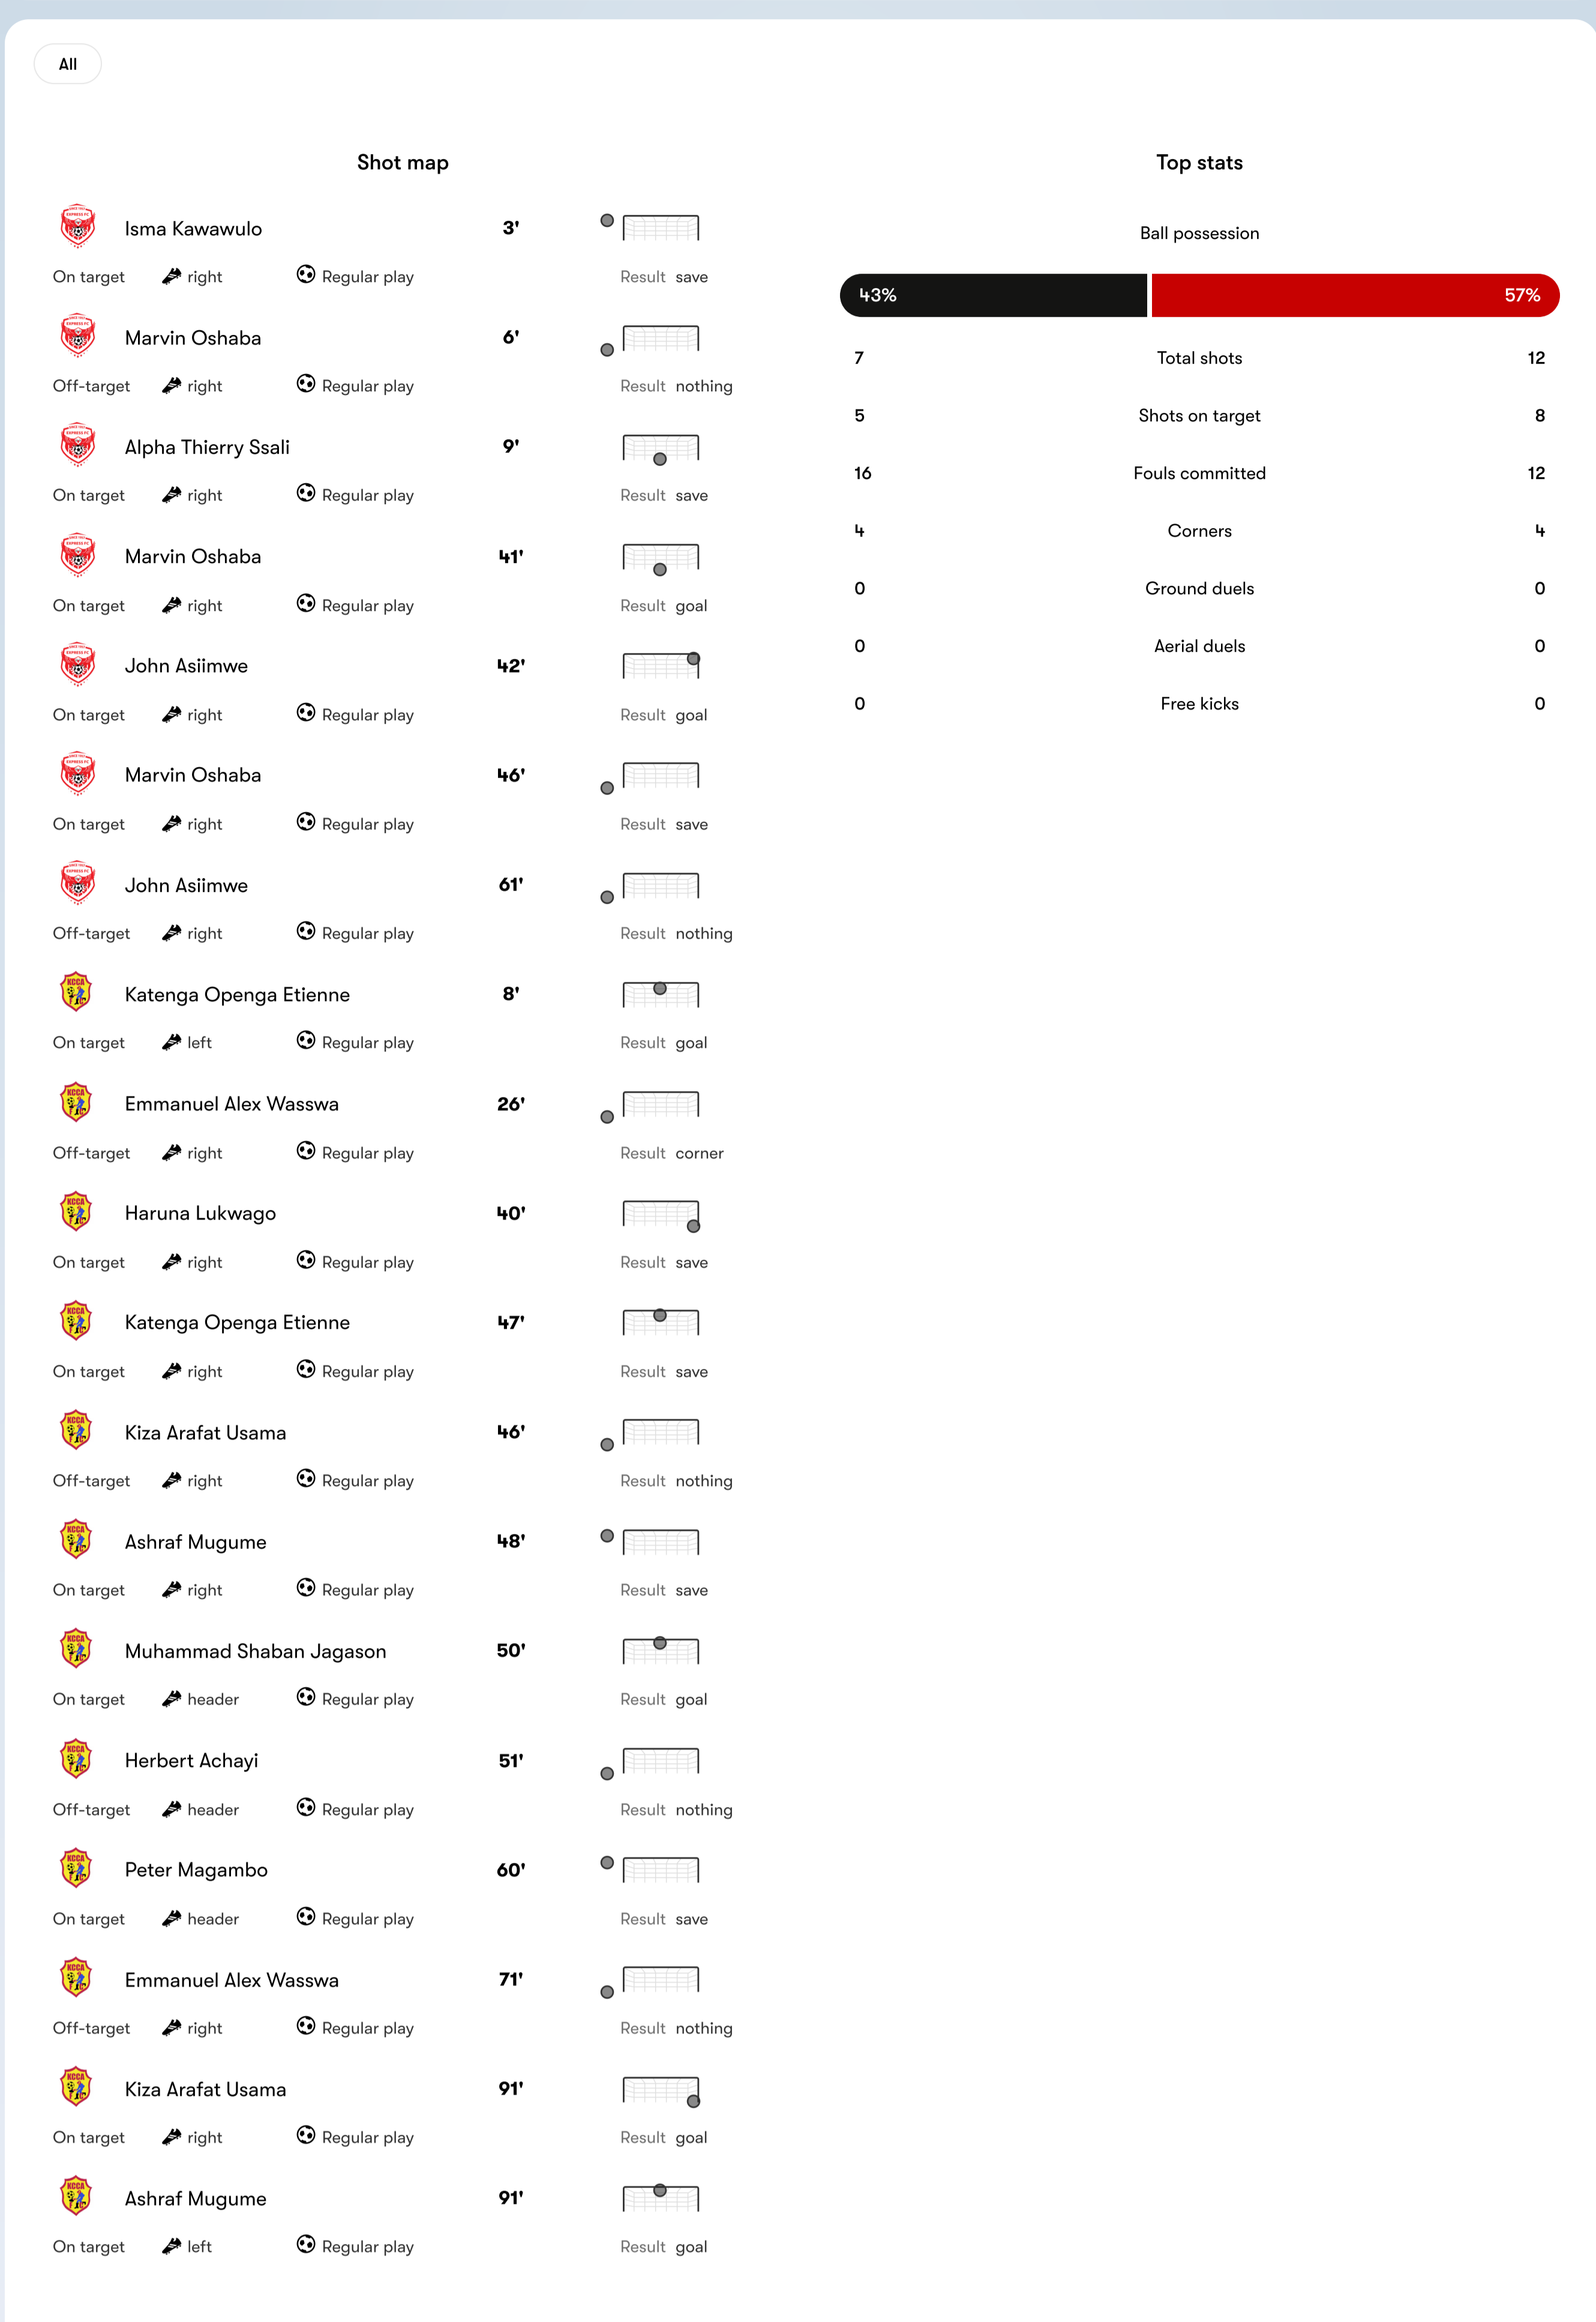 All
Shot map
Isma Kawawulo 3'
On target right Regular play Result save
Marvin Oshaba 6'
Off-target right Regular play Result nothing
Alpha Thierry Ssali 9'
On target right Regular play Result save
Marvin Oshaba 41'
On target right Regular play Result goal
John Asiimwe 42'
On target right Regular play Result goal
Marvin Oshaba 46'
On target right Regular play Result save
John Asiimwe 61'
Off-target right Regular play Result nothing
Katenga Openga Etienne 8'
On target left Regular play Result goal
Emmanuel Alex Wasswa 26'
Off-target right Regular play Result corner
Haruna Lukwago 40'
On target right Regular play Result save
Katenga Openga Etienne 47'
On target right Regular play Result save
Kiza Arafat Usama 46'
Off-target right Regular play Result nothing
Ashraf Mugume 48'
On target right Regular play Result save
Muhammad Shaban Jagason 50'
On target header Regular play Result goal
Herbert Achayi 51'
Off-target header Regular play Result nothing
Peter Magambo 60'
On target header Regular play Result save
Emmanuel Alex Wasswa 71'
Off-target right Regular play Result nothing
Kiza Arafat Usama 91'
On target right Regular play Result goal
Ashraf Mugume 91'
On target left Regular play Result goal
Top stats
Ball possession
43% 57%
7 Total shots 12
5 Shots on target 8
16 Fouls committed 12
4 Corners 4
0 Ground duels 0
0 Aerial duels 0
0 Free kicks 0